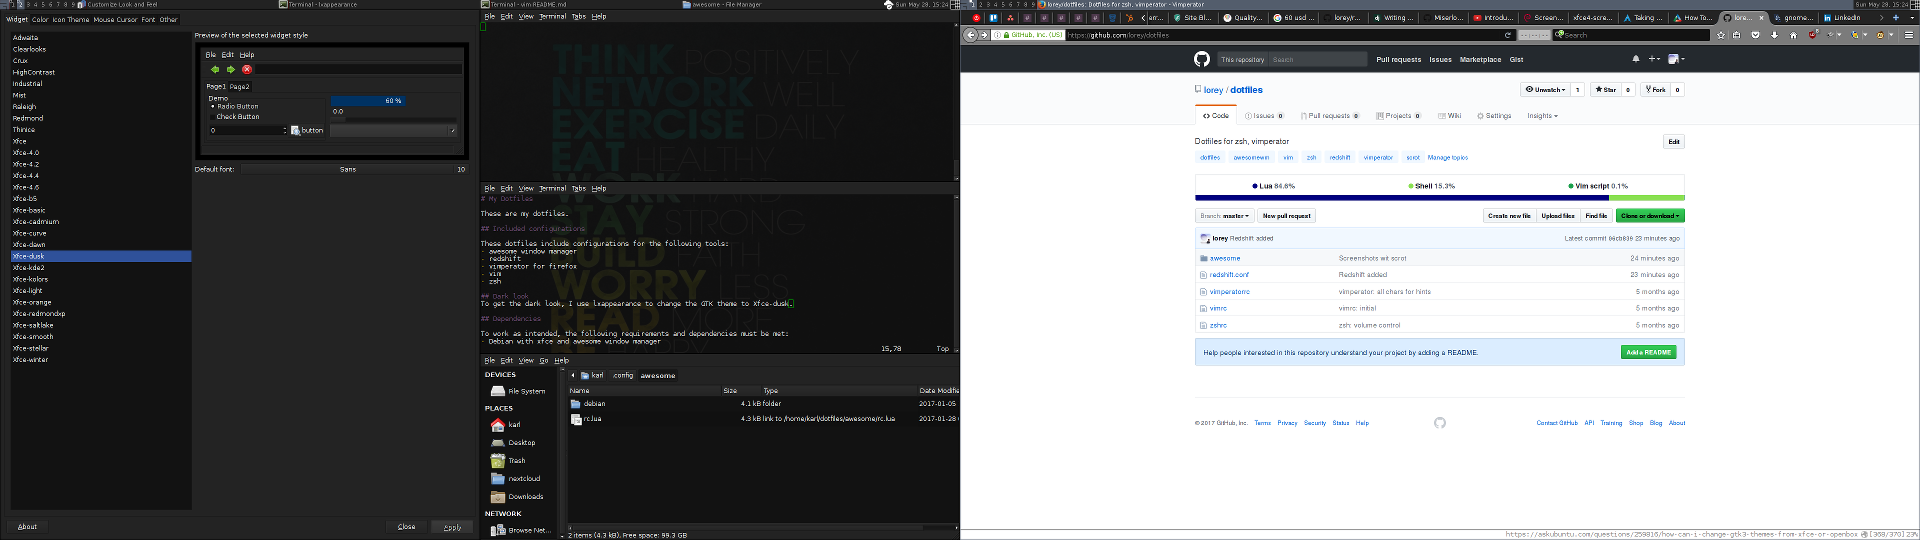 1 2 3 4 5 6 7 8 9 Customize Look and Feel
Terminal - lxappearance
Terminal - vim README.md
awesome - File Manager
Sun May 28, 15:24
Widget Color Icon Theme Mouse Cursor Font Other
Adwaita
Clearlooks
Crux
HighContrast
Industrial
Mist
Raleigh
Redmond
ThinIce
Xfce
Xfce-4.0
Xfce-4.2
Xfce-4.4
Xfce-4.6
Xfce-b5
Xfce-basic
Xfce-cadmium
Xfce-curve
Xfce-dawn
Xfce-dusk
Xfce-kde2
Xfce-kolors
Xfce-light
Xfce-orange
Xfce-redmondxp
Xfce-saltlake
Xfce-smooth
Xfce-stellar
Xfce-winter
Preview of the selected widget style
File Edit Help
Page1 Page2
Demo
Radio Button
Check Button
0
button
60 %
0.0
Default font: Sans 10
About
Close
Apply
File Edit View Terminal Tabs Help
THINK POSITIVELY
NETWORK WELL
EXERCISE DAILY
EAT HEALTHY
WORK HARD
STAY STRONG
BUILD FAITH
WORRY LESS
READ MORE
File Edit View Terminal Tabs Help
# My Dotfiles
These are my dotfiles.
## Included configurations
These dotfiles include configurations for the following tools:
- awesome window manager
- redshift
- vimperator for firefox
- vim
- zsh
## Dark look
To get the dark look, I use lxappearance to change the GTK theme to Xfce-dusk.
## Dependencies
To work as intended, the following requirements and dependencies must be met:
- Debian with xfce and awesome window manager
15,78 Top
File Edit View Go Help
DEVICES
File System
PLACES
karl
Desktop
Trash
nextcloud
Downloads
NETWORK
Browse Net...
karl .config awesome
Name Size Type Date Modifie
debian 4.1 kB folder 2017-01-05
rc.lua 4.3 kB link to /home/karl/dotfiles/awesome/rc.lua 2017-01-28
2 items (4.3 kB), Free space: 99.3 GB
1 2 3 4 5 6 7 8 9 lorey/dotfiles: Dotfiles for zsh, vimperator - Vimperator
Sun May 28, 15:24
err...
Site Bl...
Quality...
60 usd ...
lorey/r...
Writing ...
Miserlo...
Introdu...
Screen...
xfce4-scre...
Taking ...
How To...
lore...
gnome...
LinkedIn
GitHub, Inc. (US) https://github.com/lorey/dotfiles
Search
This repository Search
Pull requests Issues Marketplace Gist
lorey / dotfiles
Unwatch 1
Star 0
Fork 0
Code Issues 0 Pull requests 0 Projects 0 Wiki Settings Insights
Dotfiles for zsh, vimperator
Edit
dotfiles awesomewm vim zsh redshift vimperator scrot Manage topics
Lua 84.6% Shell 15.3% Vim script 0.1%
Branch: master New pull request
Create new file Upload files Find file Clone or download
lorey Redshift added
Latest commit 66cb839 23 minutes ago
awesome Screenshots wit scrot 24 minutes ago
redshift.conf Redshift added 23 minutes ago
vimperatorrc vimperator: all chars for hints 5 months ago
vimrc vimrc: initial 5 months ago
zshrc zsh: volume control 5 months ago
Help people interested in this repository understand your project by adding a README.
Add a README
© 2017 GitHub, Inc. Terms Privacy Security Status Help
Contact GitHub API Training Shop Blog About
https://askubuntu.com/questions/259816/how-can-i-change-gtk3-themes-from-xfce-or-openbox [368/370] 23%